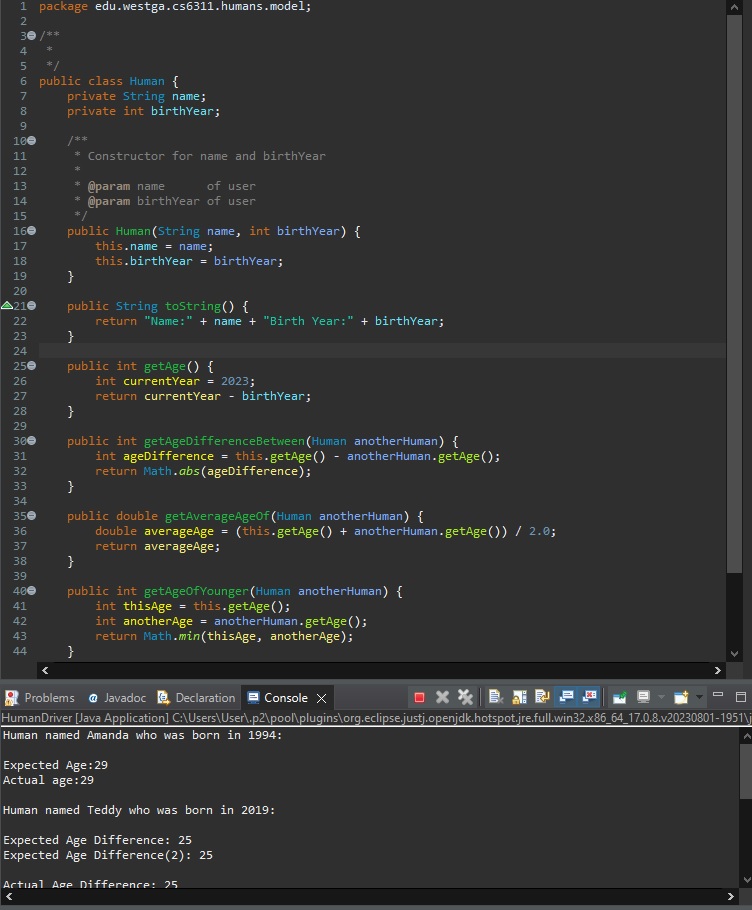 1 package edu.westga.cs6311.humans.model;
2
3 /**
4 *
5 */
6 public class Human {
7 private String name;
8 private int birthYear;
9
10 /**
11 * Constructor for name and birthYear
12 *
13 * @param name      of user
14 * @param birthYear of user
15 */
16 public Human(String name, int birthYear) {
17 this.name = name;
18 this.birthYear = birthYear;
19 }
20
21 public String toString() {
22 return "Name:" + name + "Birth Year:" + birthYear;
23 }
24
25 public int getAge() {
26 int currentYear = 2023;
27 return currentYear - birthYear;
28 }
29
30 public int getAgeDifferenceBetween(Human anotherHuman) {
31 int ageDifference = this.getAge() - anotherHuman.getAge();
32 return Math.abs(ageDifference);
33 }
34
35 public double getAverageAgeOf(Human anotherHuman) {
36 double averageAge = (this.getAge() + anotherHuman.getAge()) / 2.0;
37 return averageAge;
38 }
39
40 public int getAgeOfYounger(Human anotherHuman) {
41 int thisAge = this.getAge();
42 int anotherAge = anotherHuman.getAge();
43 return Math.min(thisAge, anotherAge);
44 }
Problems @ Javadoc Declaration Console
HumanDriver [Java Application] C:\Users\User\.p2\pool\plugins\org.eclipse.justj.openjdk.hotspot.jre.full.win32.x86_64_17.0.8.v20230801-1951\j
Human named Amanda who was born in 1994:
Expected Age:29
Actual age:29
Human named Teddy who was born in 2019:
Expected Age Difference: 25
Expected Age Difference(2): 25
Actual Age Difference: 25